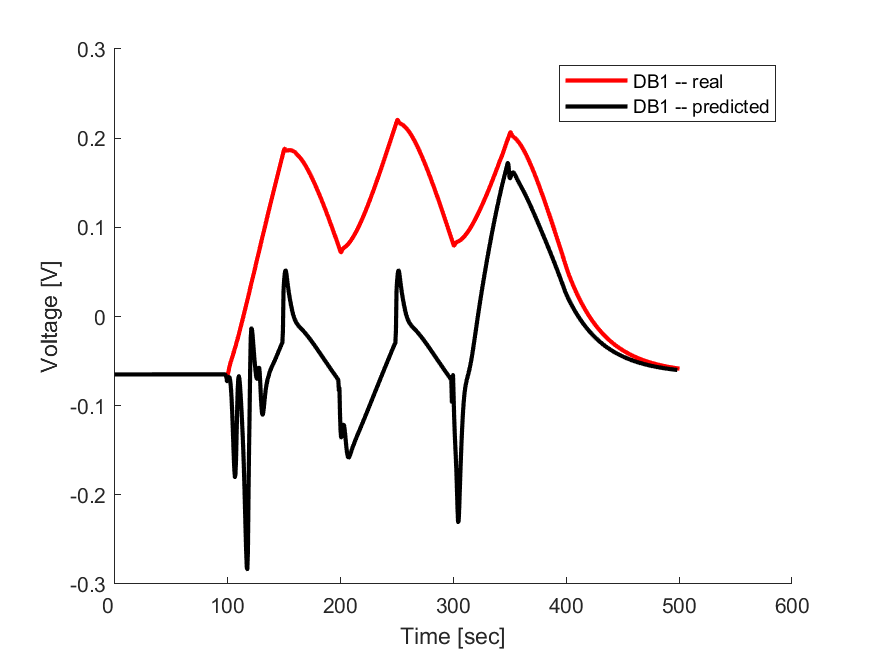 0.3
0.2
0.1
0
-0.1
-0.2
-0.3
0 100 200 300 400 500 600
Voltage [V]
Time [sec]
DB1 -- real
DB1 -- predicted